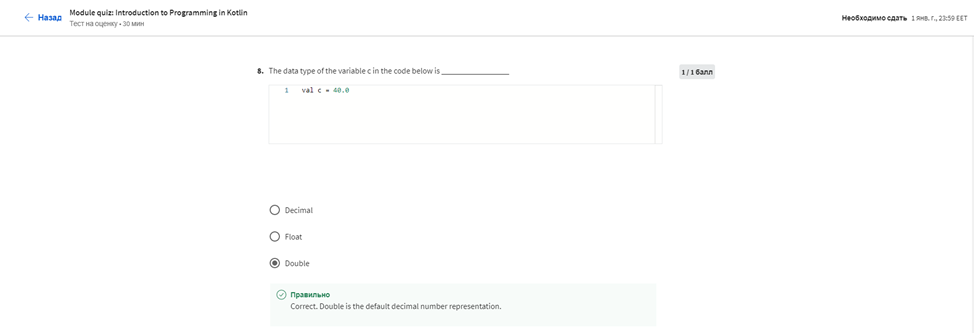 Назад
Module quiz: Introduction to Programming in Kotlin
Тест на оценку • 30 мин
Необходимо сдать 1 янв. г., 23:59 EET
8. The data type of the variable c in the code below is ________________
1 / 1 балл
1 val c = 40.0
Decimal
Float
Double
Правильно
Correct. Double is the default decimal number representation.